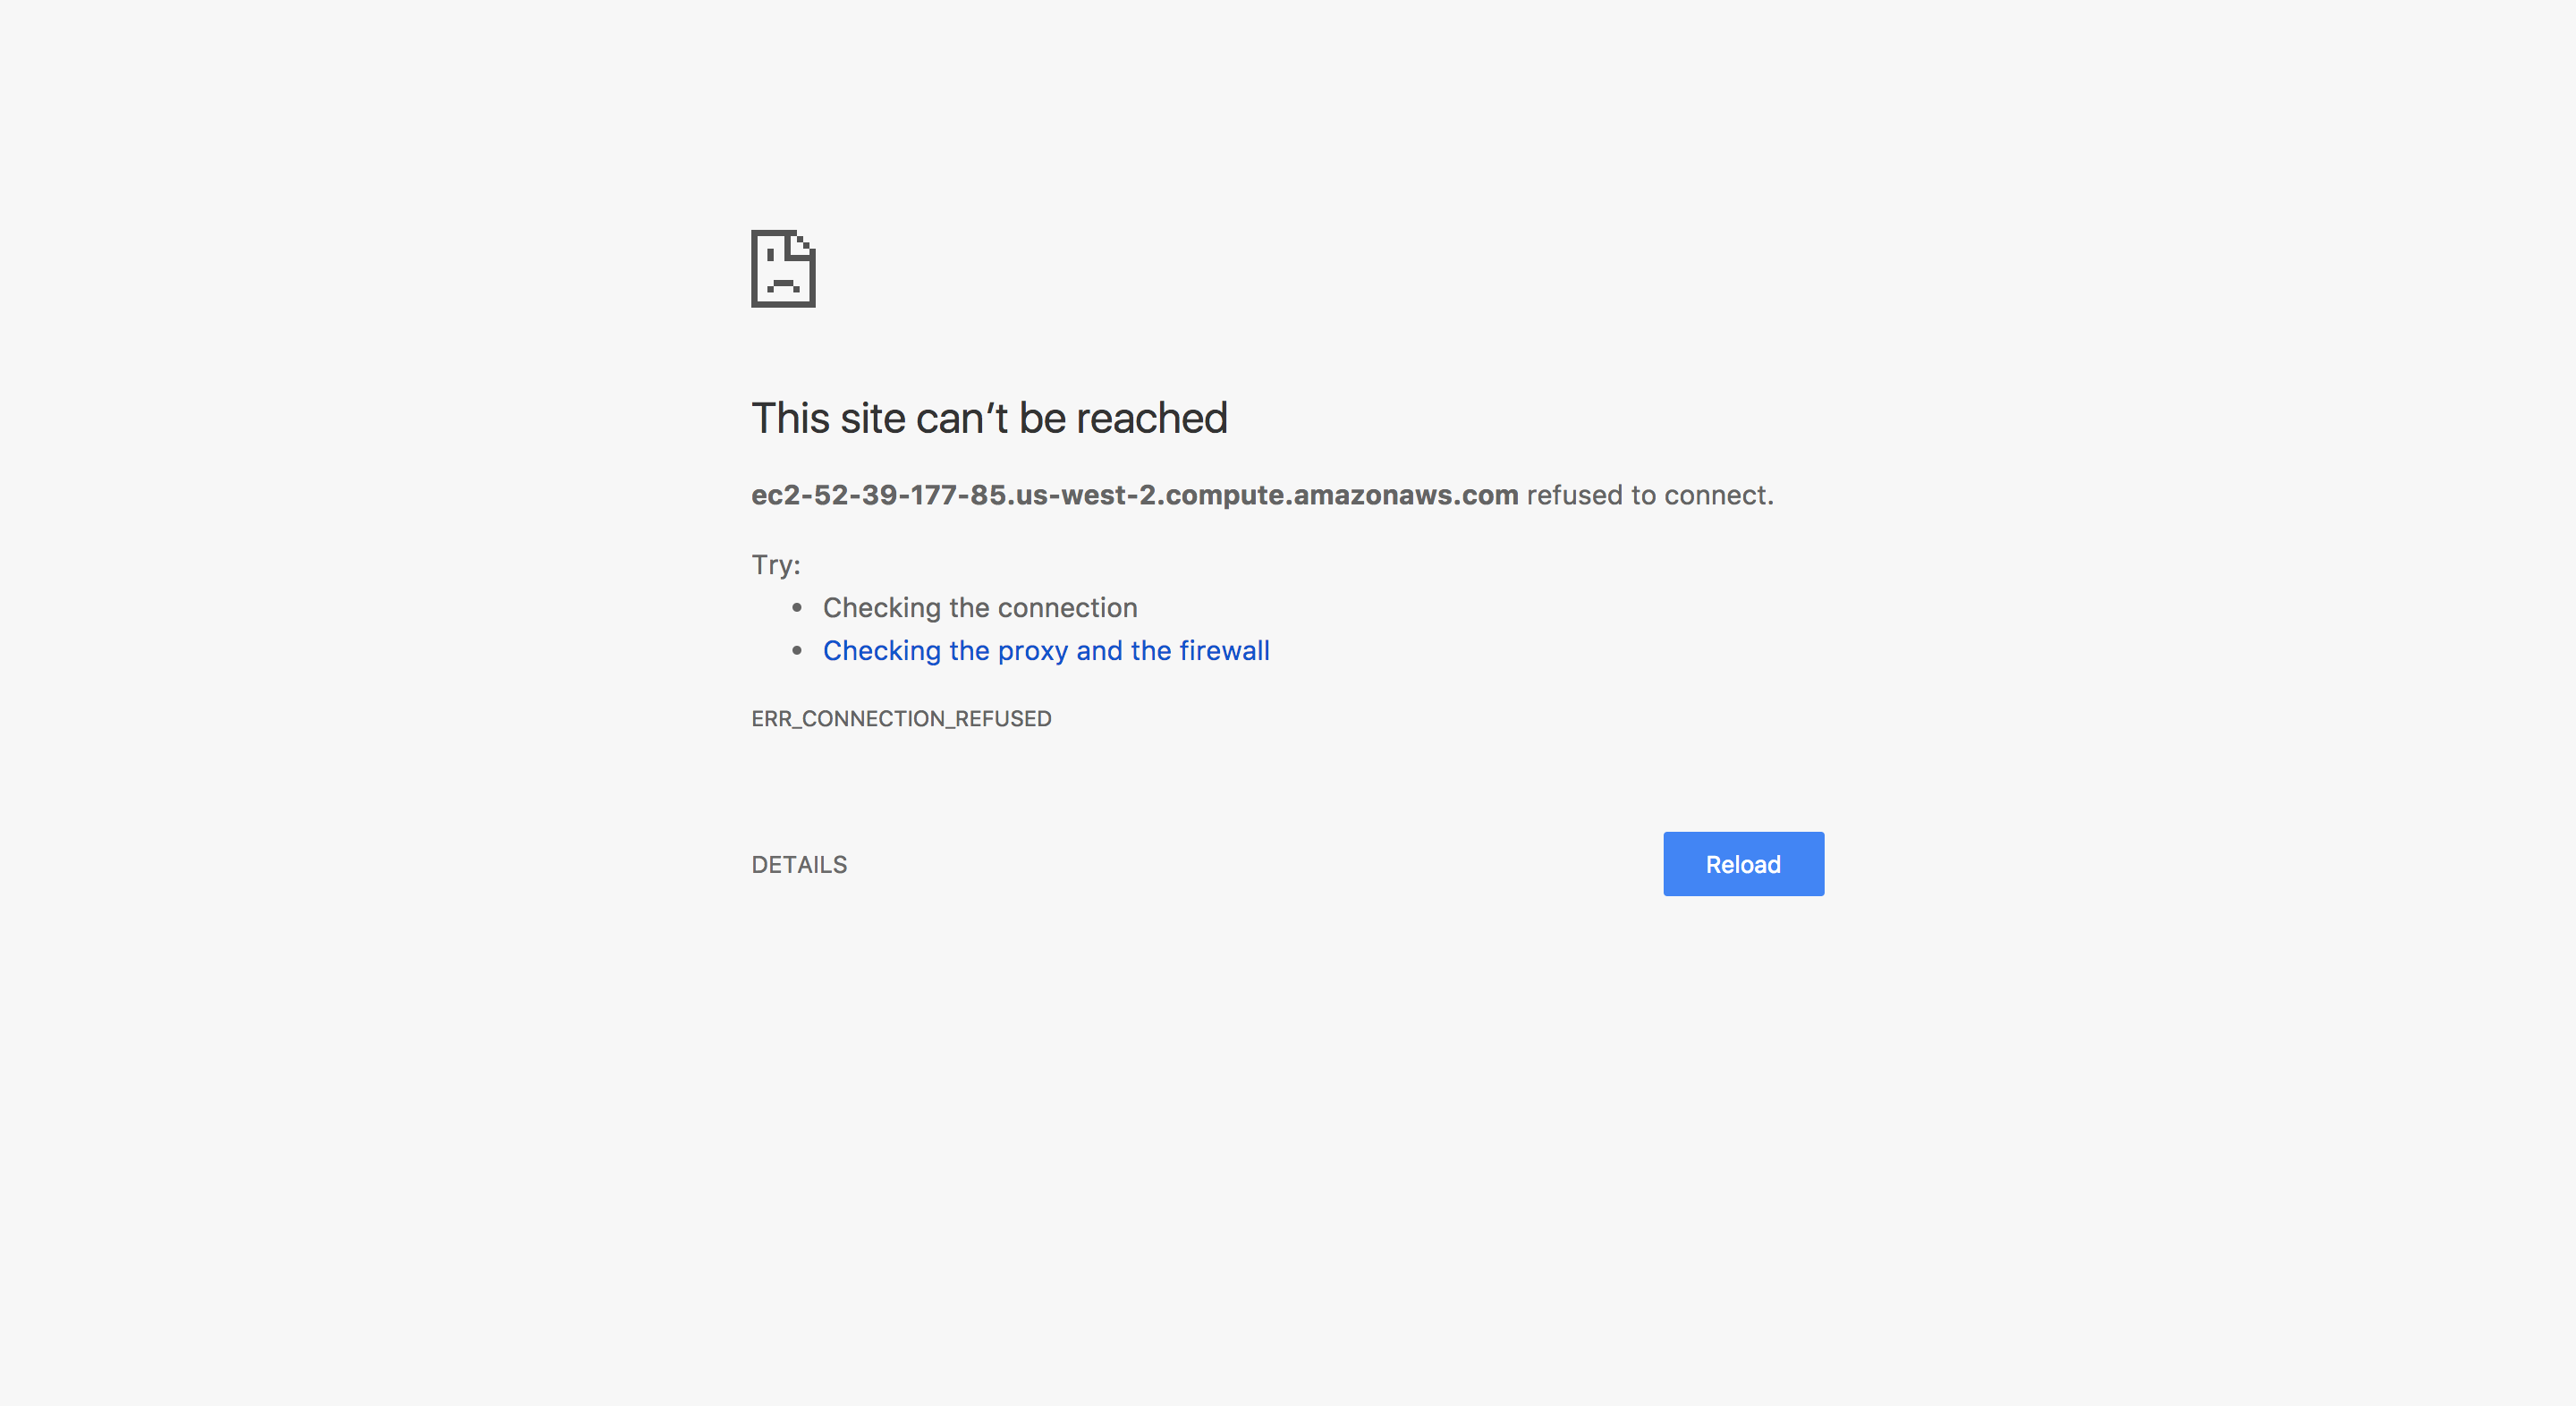 This site can’t be reached
ec2-52-39-177-85.us-west-2.compute.amazonaws.com refused to connect.
Try:
• Checking the connection
• Checking the proxy and the firewall
ERR_CONNECTION_REFUSED
DETAILS
Reload